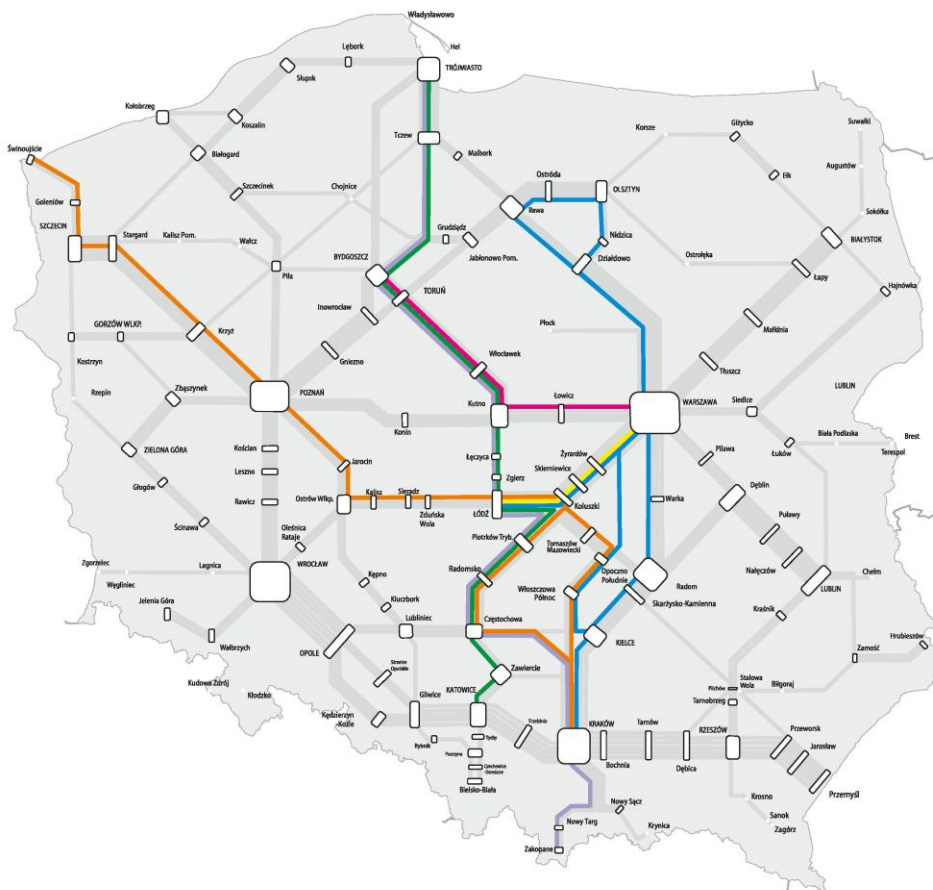 Władysławowo
Hel
Lębork
Słupsk
TRÓJMIASTO
Kołobrzeg
Koszalin
Tczew
Korsze
Giżycko
Suwałki
Świnoujście
Białogard
Malbork
Ostróda
OLSZTYN
Ełk
Augustów
Goleniów
Szczecinek
Chojnice
Iława
Sokółka
SZCZECIN
Stargard
Kalisz Pom.
Wałcz
Grudziądz
Nidzica
BIAŁYSTOK
Jabłonowo Pom.
Działdowo
Ostrołęka
Łapy
Piła
BYDGOSZCZ
TORUŃ
Hajnówka
Inowrocław
GORZÓW WLKP.
Krzyż
Płock
Małkinia
Kostrzyn
Gniezno
Włocławek
Tłuszcz
Rzepin
Zbąszynek
POZNAŃ
Kutno
Łowicz
WARSZAWA
Siedlce
LUBLIN
Konin
ZIELONA GÓRA
Kościan
Łęczyca
Żyrardów
Pilawa
Łuków
Biała Podlaska
Brest
Terespol
Leszno
Jarocin
Zgierz
Skierniewice
Głogów
Rawicz
Ostrów Wlkp.
Kalisz
Sieradz
Zduńska
Wola
ŁÓDŹ
Koluszki
Warka
Dęblin
Ścinawa
Oleśnica
Rataje
Piotrków Tryb.
Tomaszów
Mazowiecki
Puławy
Zgorzelec
Legnica
WROCŁAW
Radomsko
Opoczno
Południe
Radom
Nałęczów
Chełm
Węgliniec
Kępno
Włoszczowa
Północ
Skarżysko-Kamienna
LUBLIN
Jelenia Góra
Kluczbork
Lubliniec
Częstochowa
KIELCE
Kraśnik
Hrubieszów
Wałbrzych
OPOLE
Zawiercie
Stalowa
Wola
Zamość
Kudowa Zdrój
Kłodzko
Strzelce
Opolskie
Gliwice
KATOWICE
Pilchów
Biłgoraj
Tarnobrzeg
Kędzierzyn
-Koźle
Trzebinia
KRAKÓW
Tarnów
RZESZÓW
Przeworsk
Rybnik
Tychy
Pszczyna
Czechowice
-Dziedzice
Bochnia
Dębica
Jarosław
Bielsko-Biała
Przemyśl
Nowy Sącz
Krosno
Nowy Targ
Krynica
Sanok
Zagórz
Zakopane